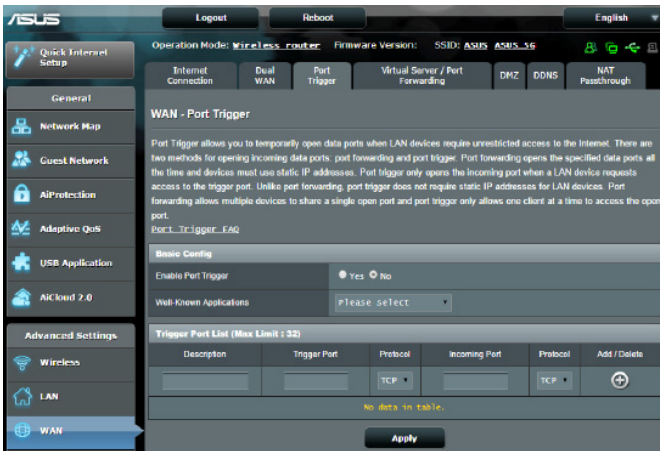 ASUS
Logout
Reboot
English
Quick Internet
Setup
Operation Mode: Wireless router Firmware Version: SSID: ASUS ASUS_5G
Internet
Connection
Dual
WAN
Port
Trigger
Virtual Server / Port
Forwarding
DMZ
DDNS
NAT
Passthrough
General
Network Map
Guest Network
AiProtection
Adaptive QoS
USB Application
AiCloud 2.0
Advanced Settings
Wireless
LAN
WAN
WAN - Port Trigger
Port Trigger allows you to temporarily open data ports when LAN devices require unrestricted access to the Internet. There are
two methods for opening incoming data ports: port forwarding and port trigger. Port forwarding opens the specified data ports all
the time and devices must use static IP addresses. Port trigger only opens the incoming port when a LAN device requests
access to the trigger port. Unlike port forwarding, port trigger does not require static IP addresses for LAN devices. Port
forwarding allows multiple devices to share a single open port and port trigger only allows one client at a time to access the open
port.
Port Trigger FAQ
Basic Config
Enable Port Trigger Yes No
Well-Known Applications Please select
Trigger Port List (Max Limit : 32)
Description Trigger Port Protocol Incoming Port Protocol Add / Delete
TCP TCP
No data in table.
Apply